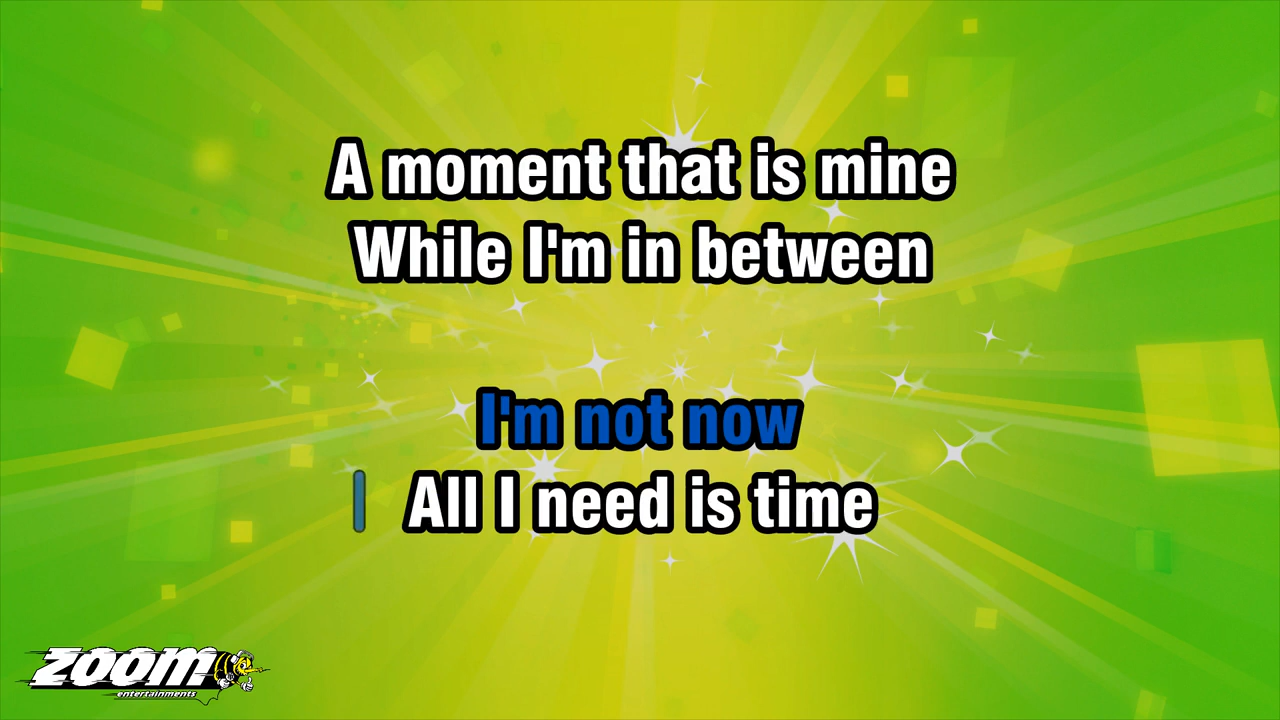 A moment that is mine
While I'm in between
I'm not now
All I need is time
zoom
entertainments